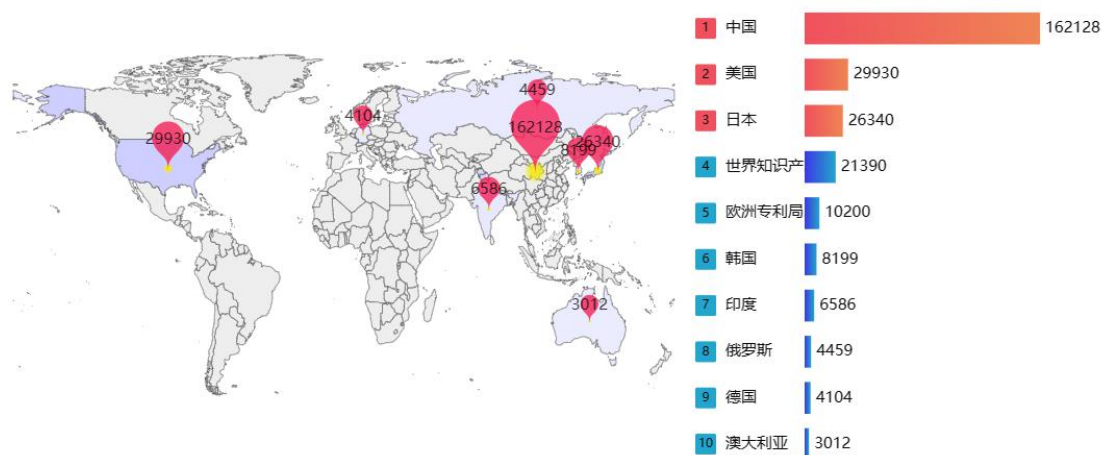 4459
4104
162128
29930
26340
8199
6586
3012
1 中国 162128
2 美国 29930
3 日本 26340
4 世界知识产 21390
5 欧洲专利局 10200
6 韩国 8199
7 印度 6586
8 俄罗斯 4459
9 德国 4104
10 澳大利亚 3012